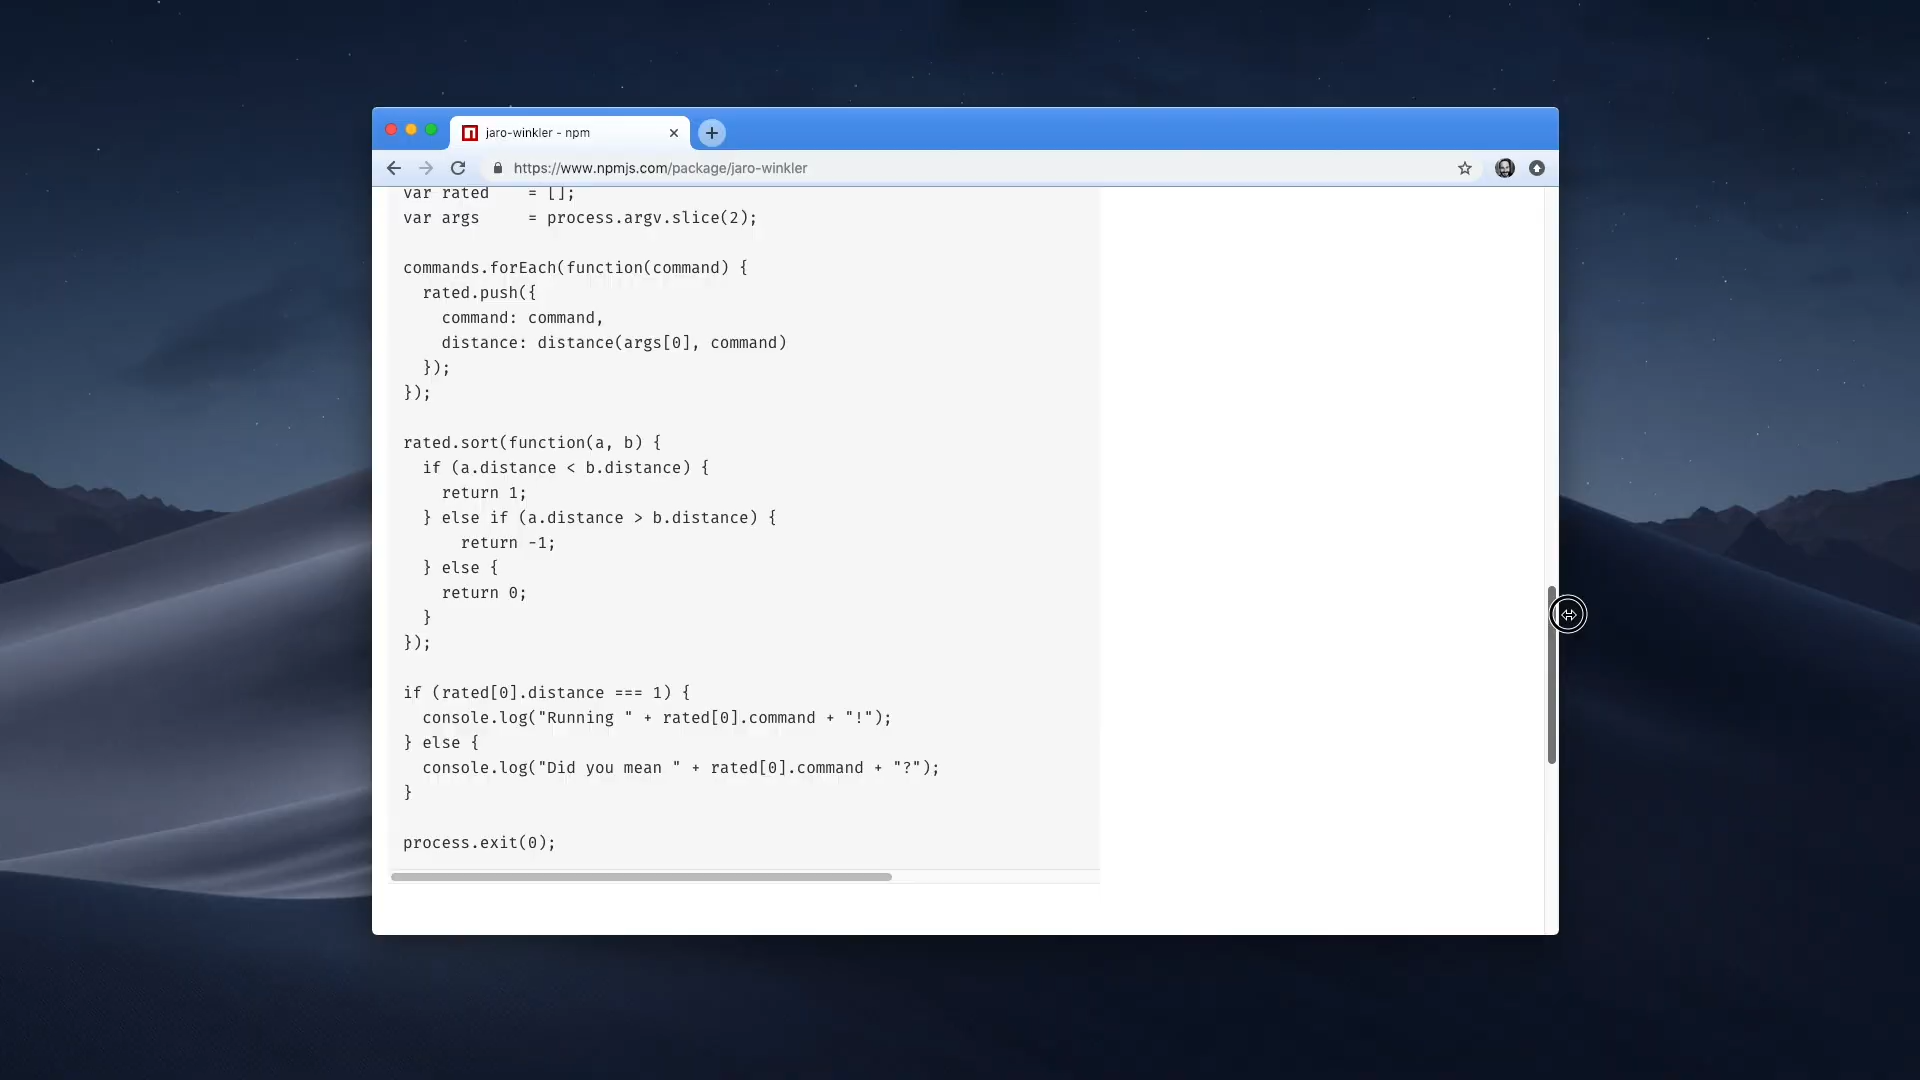 jaro-winkler - npm
https://www.npmjs.com/package/jaro-winkler
var rated    = [];
var args     = process.argv.slice(2);
commands.forEach(function(command) {
  rated.push({
    command: command,
    distance: distance(args[0], command)
  });
});
rated.sort(function(a, b) {
  if (a.distance < b.distance) {
    return 1;
  } else if (a.distance > b.distance) {
      return -1;
  } else {
    return 0;
  }
});
if (rated[0].distance === 1) {
  console.log("Running " + rated[0].command + "!");
} else {
  console.log("Did you mean " + rated[0].command + "?");
}
process.exit(0);